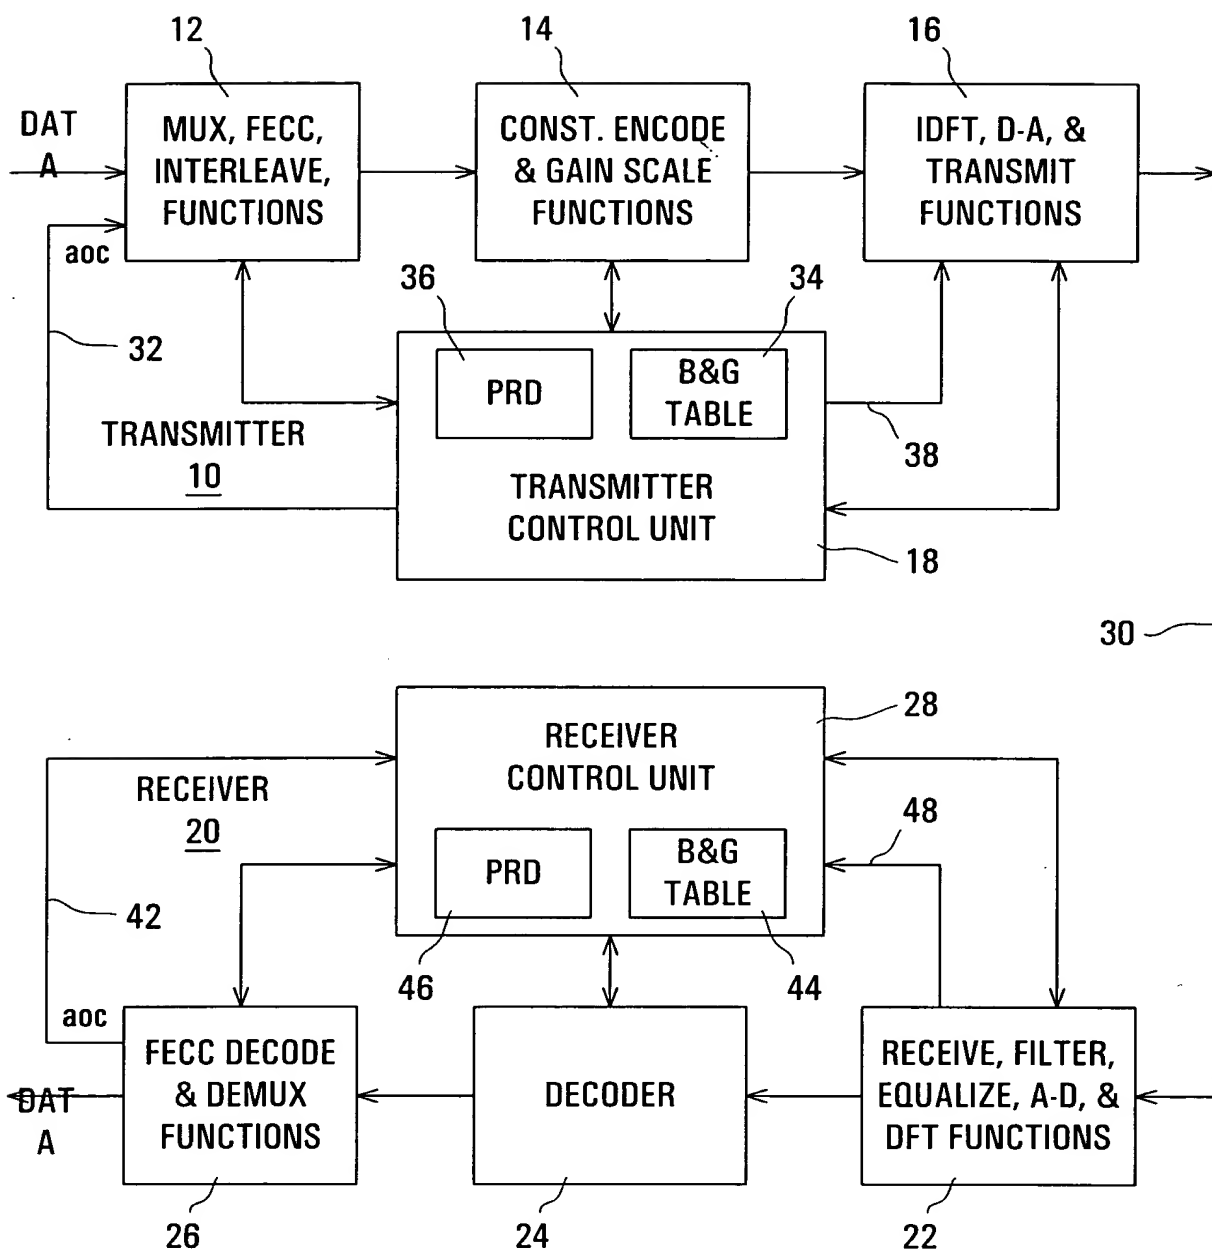 12
14
16
DAT
A
MUX, FECC,
INTERLEAVE,
FUNCTIONS
CONST. ENCODE
& GAIN SCALE
FUNCTIONS
IDFT, D-A, &
TRANSMIT
FUNCTIONS
aoc
36
34
32
PRD
B&G
TABLE
38
TRANSMITTER
10
TRANSMITTER
CONTROL UNIT
18
30
28
RECEIVER
CONTROL UNIT
RECEIVER
20
48
PRD
B&G
TABLE
42
46
44
aoc
FECC DECODE
& DEMUX
FUNCTIONS
DECODER
RECEIVE, FILTER,
EQUALIZE, A-D, &
DFT FUNCTIONS
DAT
A
26
24
22